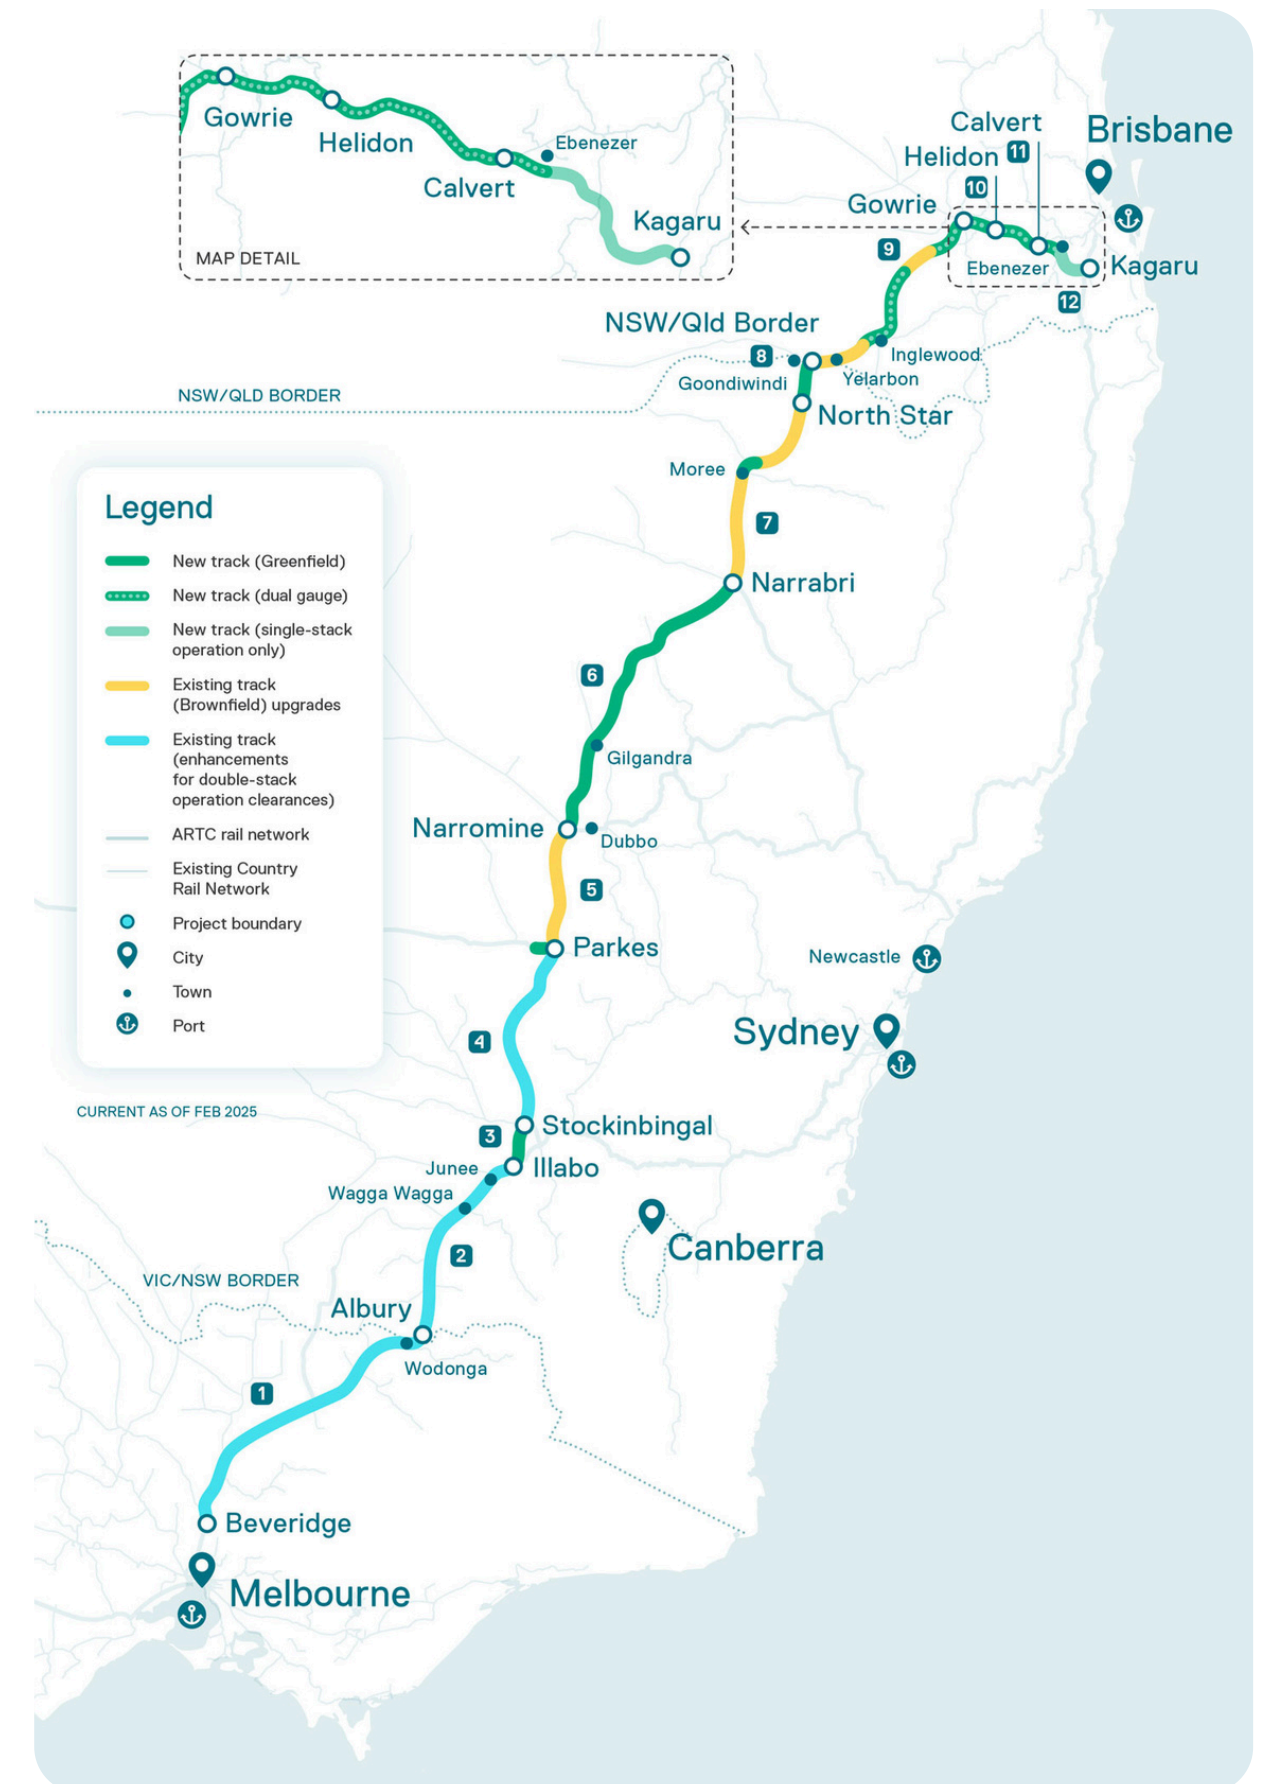 Gowrie
Helidon
Ebenezer
Calvert
Kagaru
MAP DETAIL
Calvert
11
Brisbane
Helidon
10
Gowrie
9
Ebenezer
Kagaru
12
NSW/Qld Border
8
Inglewood
Goondiwindi
Yelarbon
NSW/QLD BORDER
North Star
Moree
7
Narrabri
Legend
New track (Greenfield)
New track (dual gauge)
New track (single-stack
operation only)
Existing track
(Brownfield) upgrades
Existing track
(enhancements
for double-stack
operation clearances)
ARTC rail network
Existing Country
Rail Network
Project boundary
City
Town
Port
6
Gilgandra
Narromine
Dubbo
5
Parkes
Newcastle
Sydney
4
CURRENT AS OF FEB 2025
Stockinbingal
3
Junee
Illabo
Wagga Wagga
Canberra
2
VIC/NSW BORDER
Albury
Wodonga
1
Beveridge
Melbourne